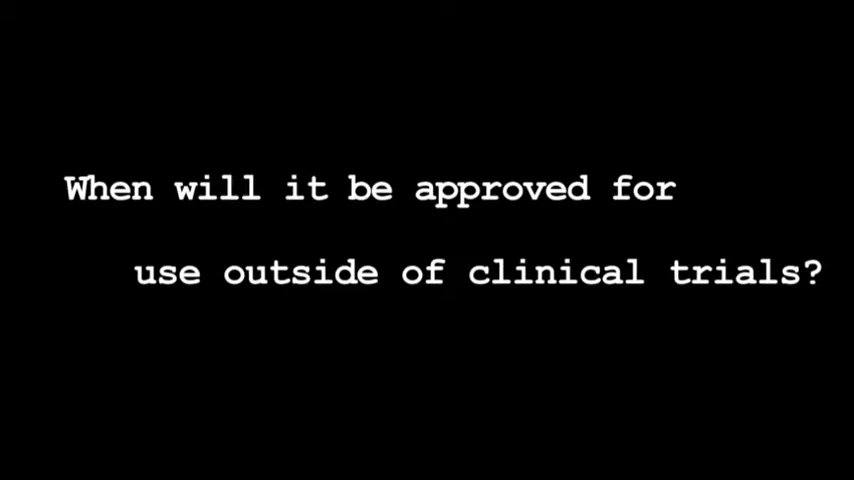 When will it be approved for
use outside of clinical trials?